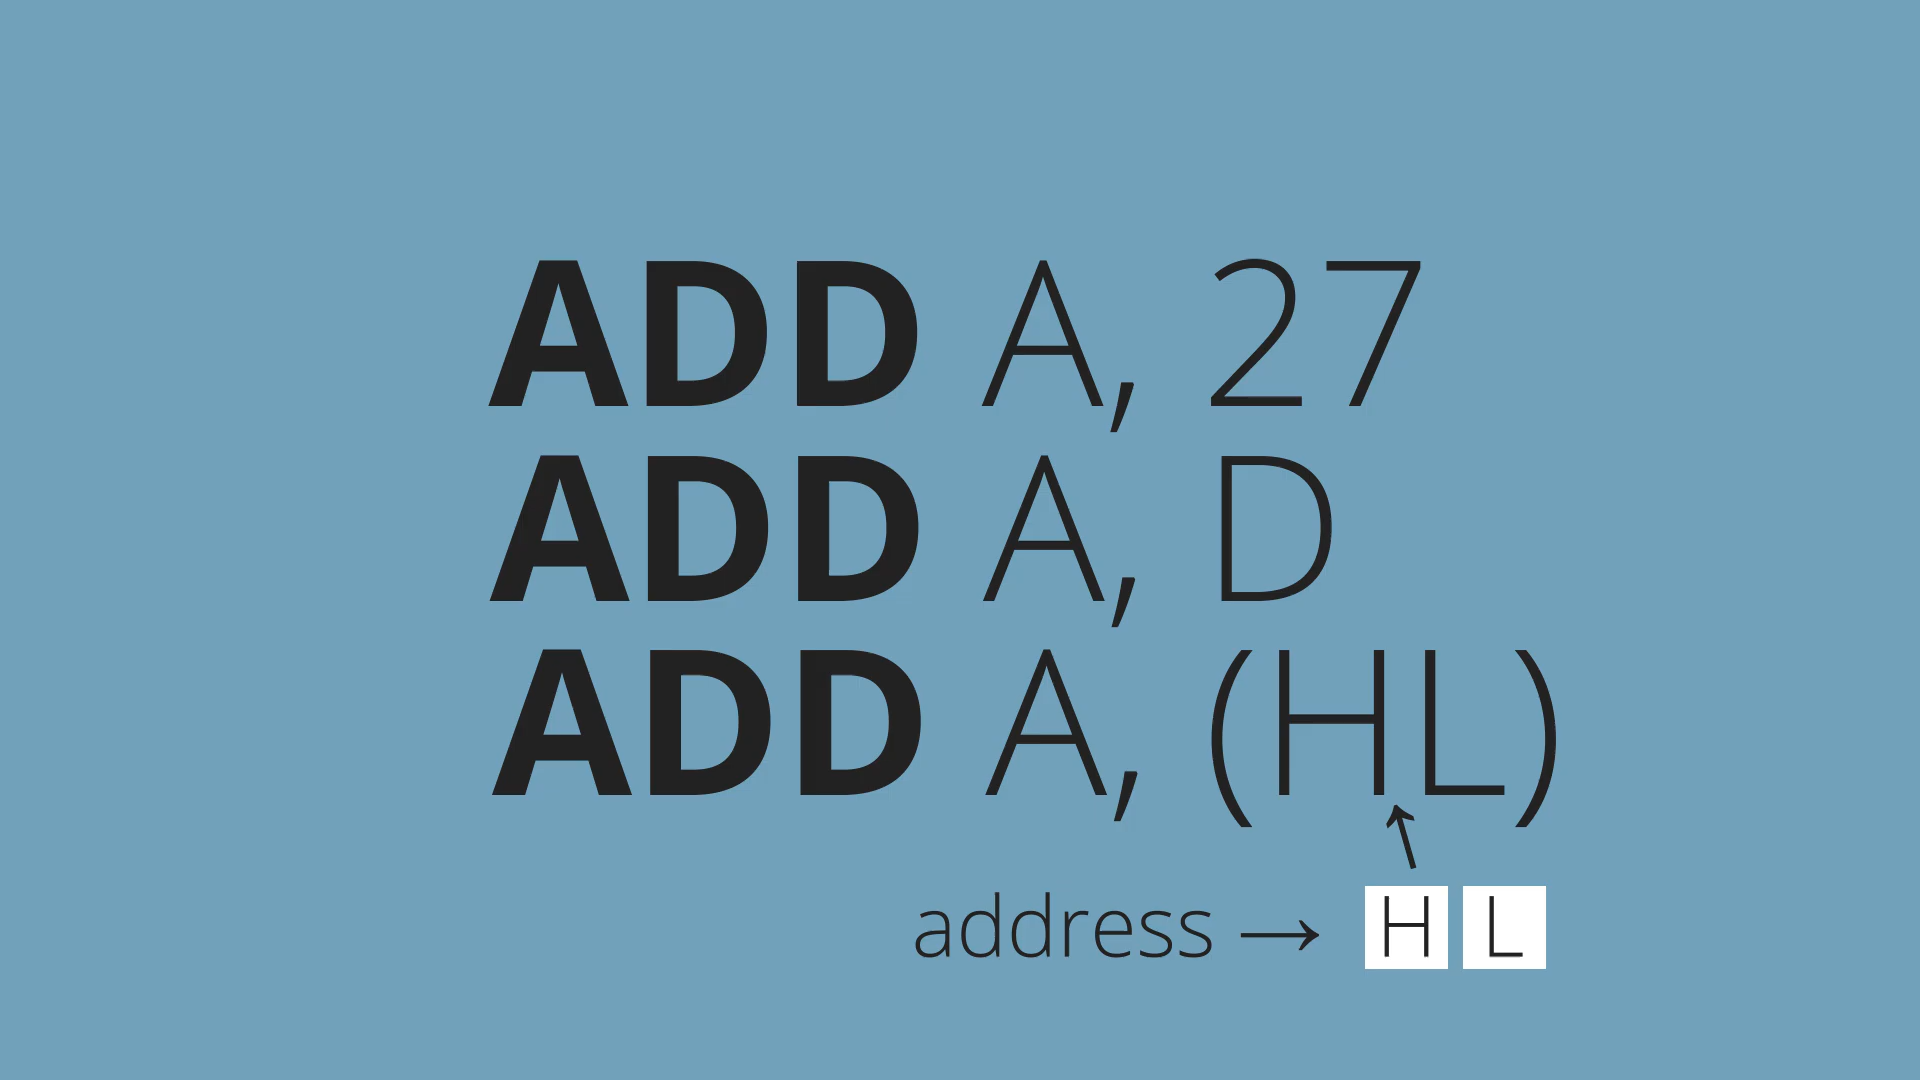 ADD A, 27
ADD A, D
ADD A, (HL)
address → H L